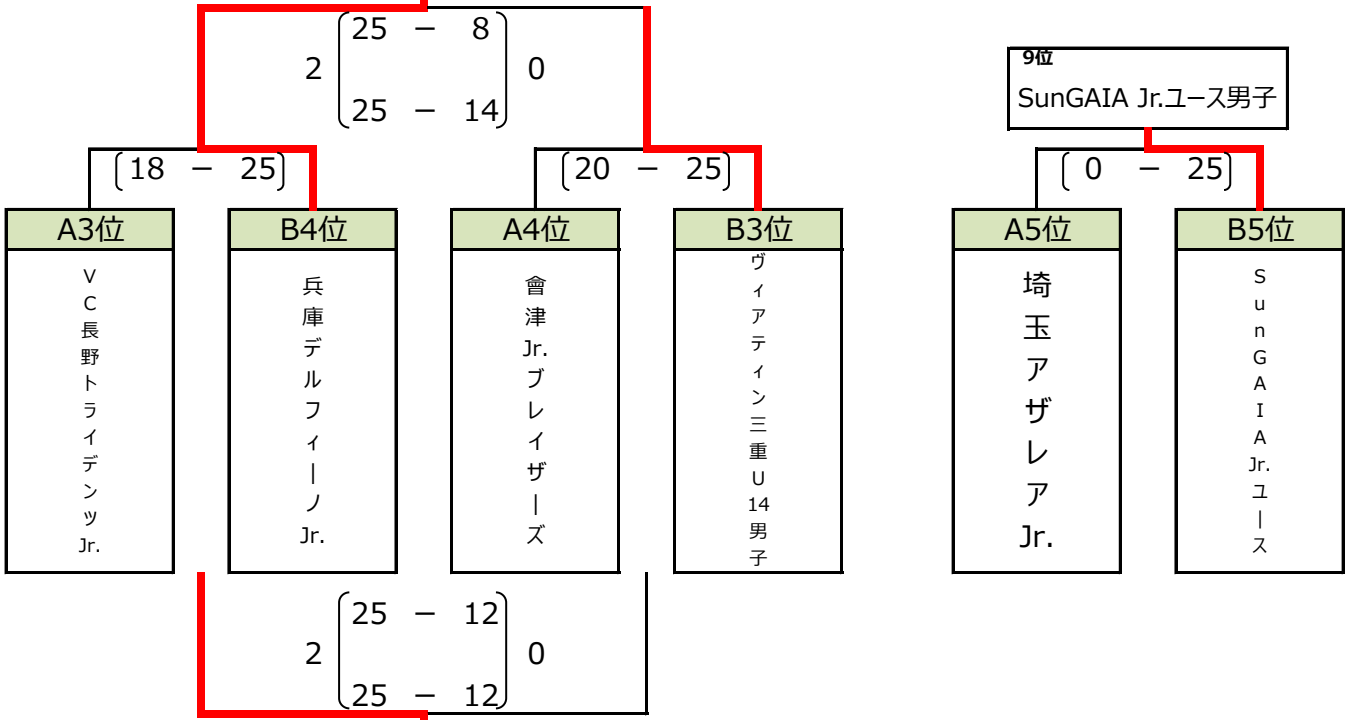 25 － 8
2 0
25 － 14
9位
SunGAIA Jr.ユース男子
18 － 25
20 － 25
0 － 25
A3位
B4位
A4位
B3位
A5位
B5位
VC長野トライデンツJr.
兵庫デルフィーノJr.
會津Jr.ブレイザーズ
ヴィアティン三重U14男子
埼玉アザレアJr.
SunGAIAJr.ユース
25 － 12
2 0
25 － 12